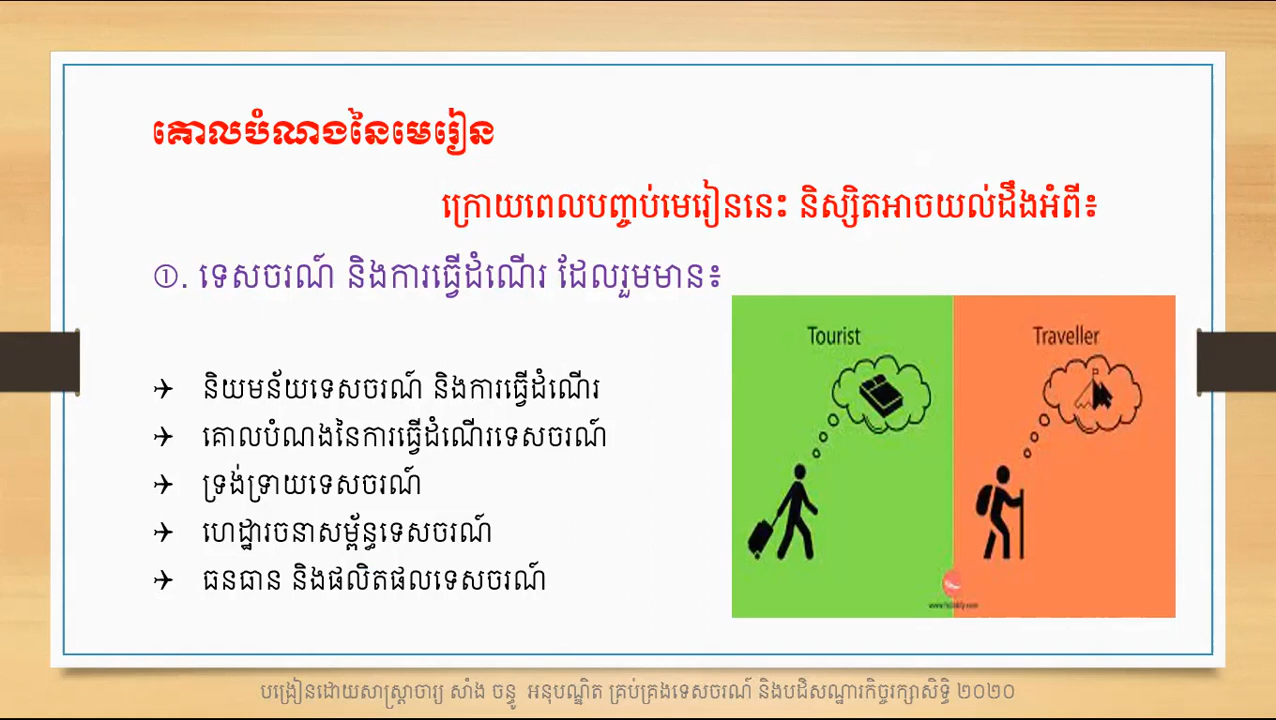 គោលបំណងនៃមេរៀន
ក្រោយពេលបញ្ចប់មេរៀននេះ និស្សិតអាចយល់ដឹងអំពី៖
①. ទេសចរណ៍ និងការធ្វើដំណើរ ដែលរួមមាន៖
✈ និយមន័យទេសចរណ៍ និងការធ្វើដំណើរ
✈ គោលបំណងនៃការធ្វើដំណើរទេសចរណ៍
✈ ទ្រង់ទ្រាយទេសចរណ៍
✈ ហេដ្ឋារចនាសម្ព័ន្ធទេសចរណ៍
✈ ធនធាន និងផលិតផលទេសចរណ៍
Tourist
Traveller
បង្រៀនដោយសាស្ត្រាចារ្យ សាំង ចន្ធូ អនុបណ្ឌិត គ្រប់គ្រងទេសចរណ៍ និងបដិសណ្ឋារកិច្ចរក្សាសិទ្ធិ ២០២០